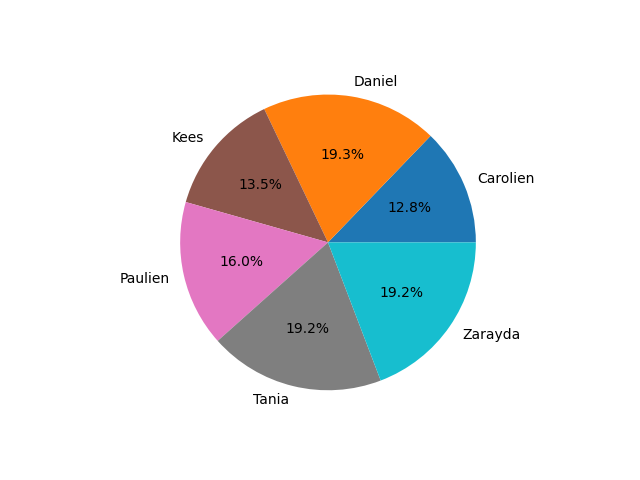 Daniel
Kees
19.3%
Carolien
13.5%
12.8%
Paulien
16.0%
19.2%
19.2%
Zarayda
Tania